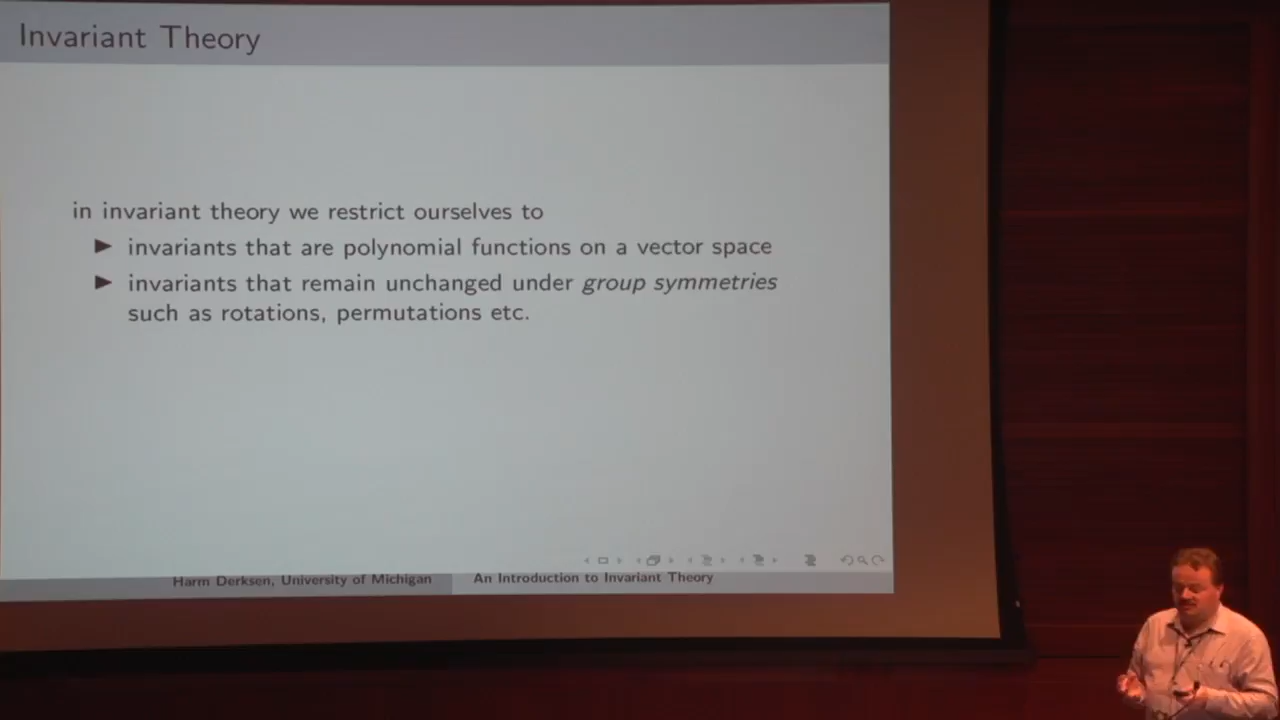 Invariant Theory
in invariant theory we restrict ourselves to
▶ invariants that are polynomial functions on a vector space
▶ invariants that remain unchanged under group symmetries
such as rotations, permutations etc.
Harm Derksen, University of Michigan
An Introduction to Invariant Theory